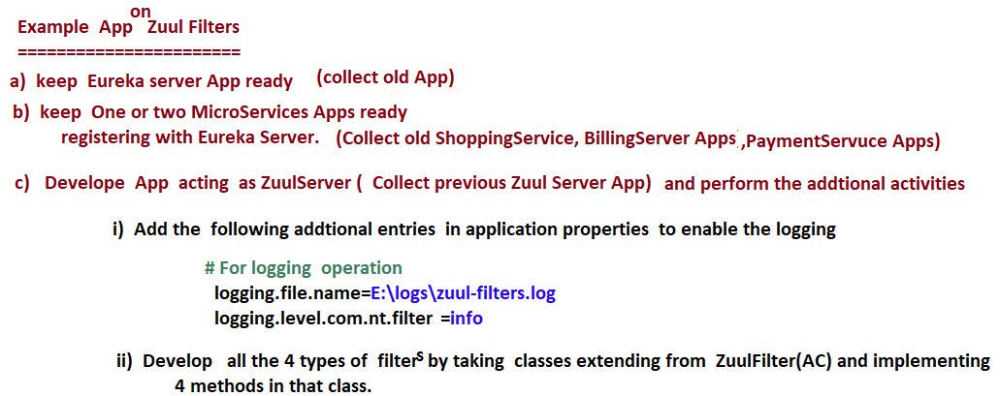 Example App on Zuul Filters
=======================
a) keep Eureka server App ready (collect old App)
b) keep One or two MicroServices Apps ready
registering with Eureka Server. (Collect old ShoppingService, BillingServer Apps ,PaymentServuce Apps)
c) Develope App acting as ZuulServer ( Collect previous Zuul Server App) and perform the addtional activities
i) Add the following addtional entries in application properties to enable the logging
# For logging operation
logging.file.name=E:\logs\zuul-filters.log
logging.level.com.nt.filter =info
ii) Develop all the 4 types of filters by taking classes extending from ZuulFilter(AC) and implementing
4 methods in that class.